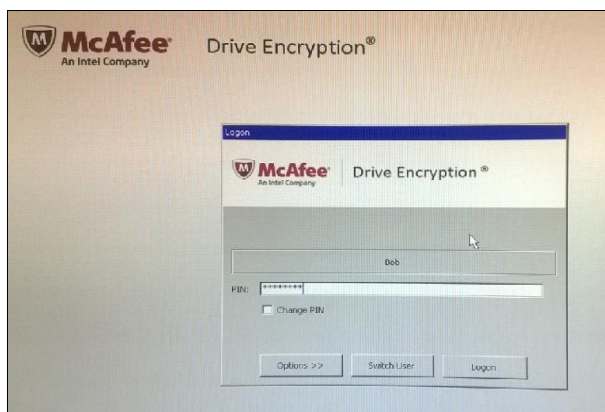 McAfee®
An Intel Company
Drive Encryption®
Logon
McAfee®
An Intel Company
Drive Encryption ®
Bob
PIN: ********
Change PIN
Options >>
Switch User
Logon